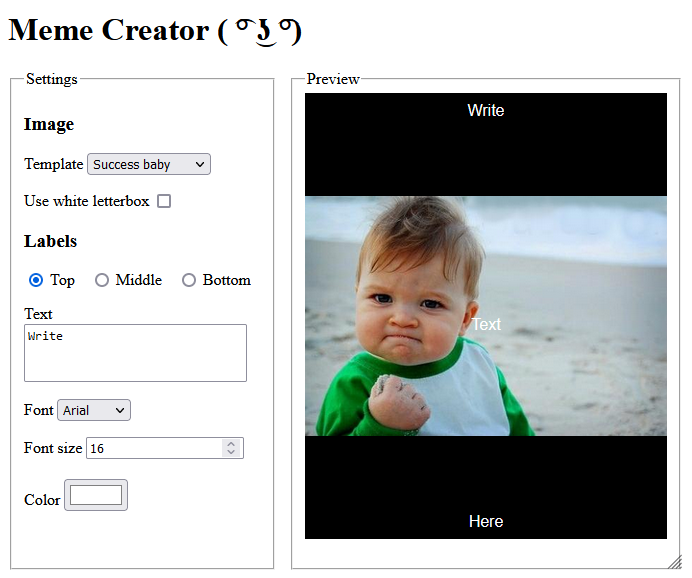 Meme Creator ( ͡° ͜ʖ ͡°)
Settings
Image
Template Success baby
Use white letterbox
Labels
Top Middle Bottom
Text
Write
Font Arial
Font size 16
Color
Preview
Write
Text
Here